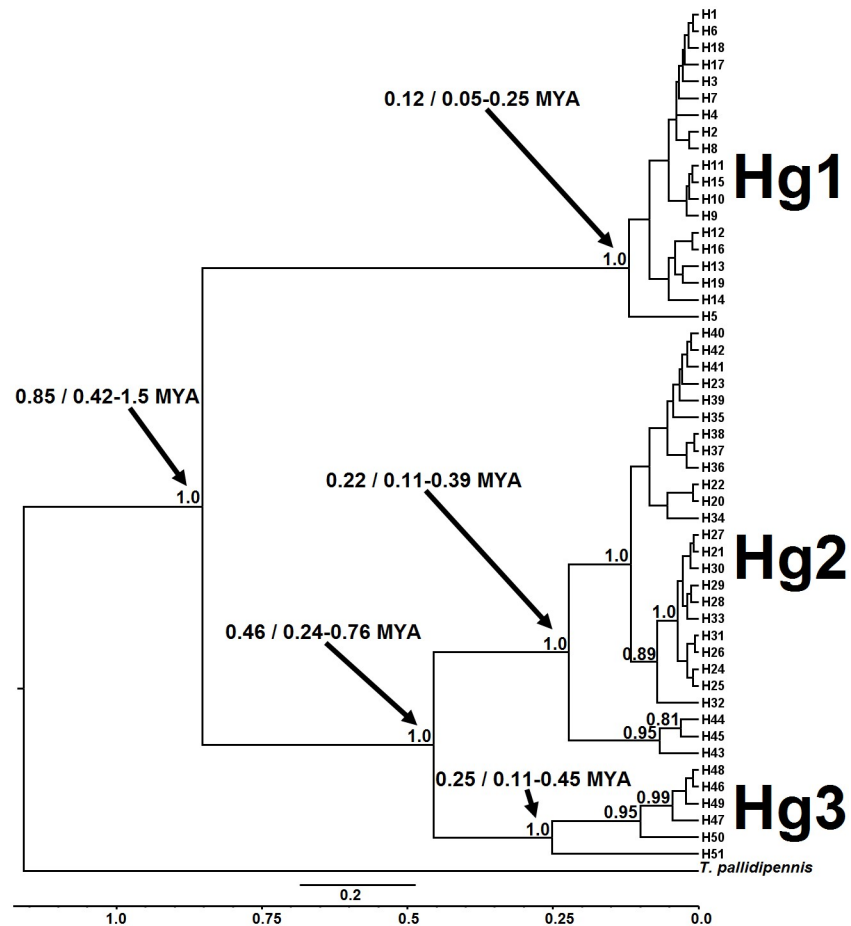 H1
H6
H18
H17
H3
H7
0.12 / 0.05-0.25 MYA
H4
H2
H8
H11
H15
Hg1
H10
H9
H12
H16
1.0
H13
H19
H14
H5
H40
H42
H41
H23
0.85 / 0.42-1.5 MYA
H39
H35
H38
H37
H36
0.22 / 0.11-0.39 MYA
H22
1.0
H20
H34
H27
H21
Hg2
1.0
H30
H29
H28
1.0
H33
0.46 / 0.24-0.76 MYA
H31
1.0
H26
0.89
H24
H25
H32
H44
0.81
1.0
0.95
H45
H43
H48
0.25 / 0.11-0.45 MYA
H46
0.99
H49
Hg3
0.95
H47
1.0
H50
H51
T. pallidipennis
0.2
1.0 0.75 0.5 0.25 0.0